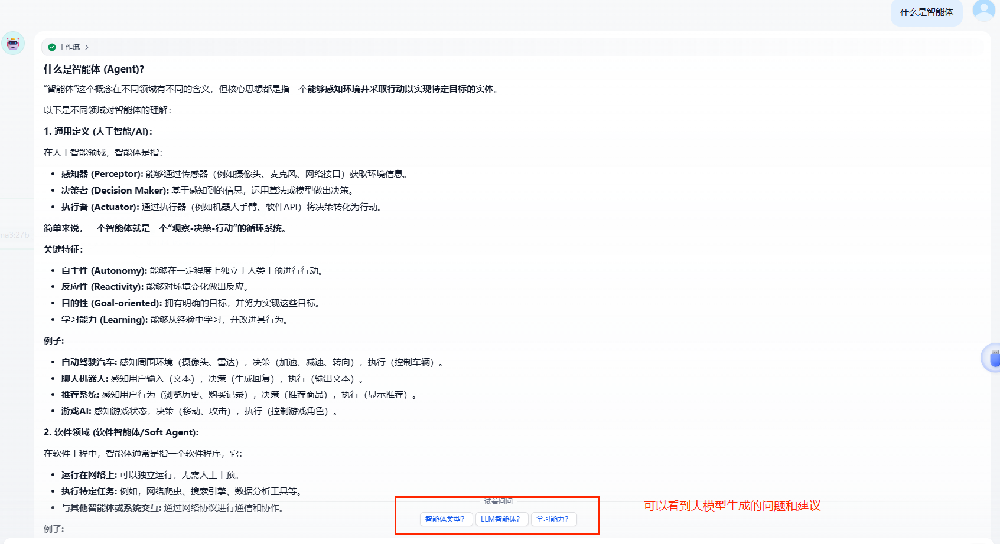 什么是智能体
工作流
什么是智能体 (Agent)?
“智能体”这个概念在不同领域有不同的含义，但核心思想都是指一个能够感知环境并采取行动以实现特定目标的实体。
以下是不同领域对智能体的理解：
1. 通用定义 (人工智能/AI)：
在人工智能领域，智能体是指：
• 感知器 (Perceptor): 能够通过传感器（例如摄像头、麦克风、网络接口）获取环境信息。
• 决策者 (Decision Maker): 基于感知到的信息，运用算法或模型做出决策。
• 执行者 (Actuator): 通过执行器（例如机器人手臂、软件API）将决策转化为行动。
简单来说，一个智能体就是一个“观察-决策-行动”的循环系统。
ma3:27b
关键特征：
• 自主性 (Autonomy): 能够在一定程度上独立于人类干预进行行动。
• 反应性 (Reactivity): 能够对环境变化做出反应。
• 目的性 (Goal-oriented): 拥有明确的目标，并努力实现这些目标。
• 学习能力 (Learning): 能够从经验中学习，并改进其行为。
例子:
• 自动驾驶汽车: 感知周围环境（摄像头、雷达），决策（加速、减速、转向），执行（控制车辆）。
• 聊天机器人: 感知用户输入（文本），决策（生成回复），执行（输出文本）。
• 推荐系统: 感知用户行为（浏览历史、购买记录），决策（推荐商品），执行（显示推荐）。
• 游戏AI: 感知游戏状态，决策（移动、攻击），执行（控制游戏角色）。
2. 软件领域 (软件智能体/Soft Agent):
在软件工程中，智能体通常是指一个软件程序，它：
• 运行在网络上: 可以独立运行，无需人工干预。
• 执行特定任务: 例如，网络爬虫、搜索引擎、数据分析工具等。
• 与其他智能体或系统交互: 通过网络协议进行通信和协作。
例子:
试着问问
智能体类型？ LLM智能体？ 学习能力？
可以看到大模型生成的问题和建议